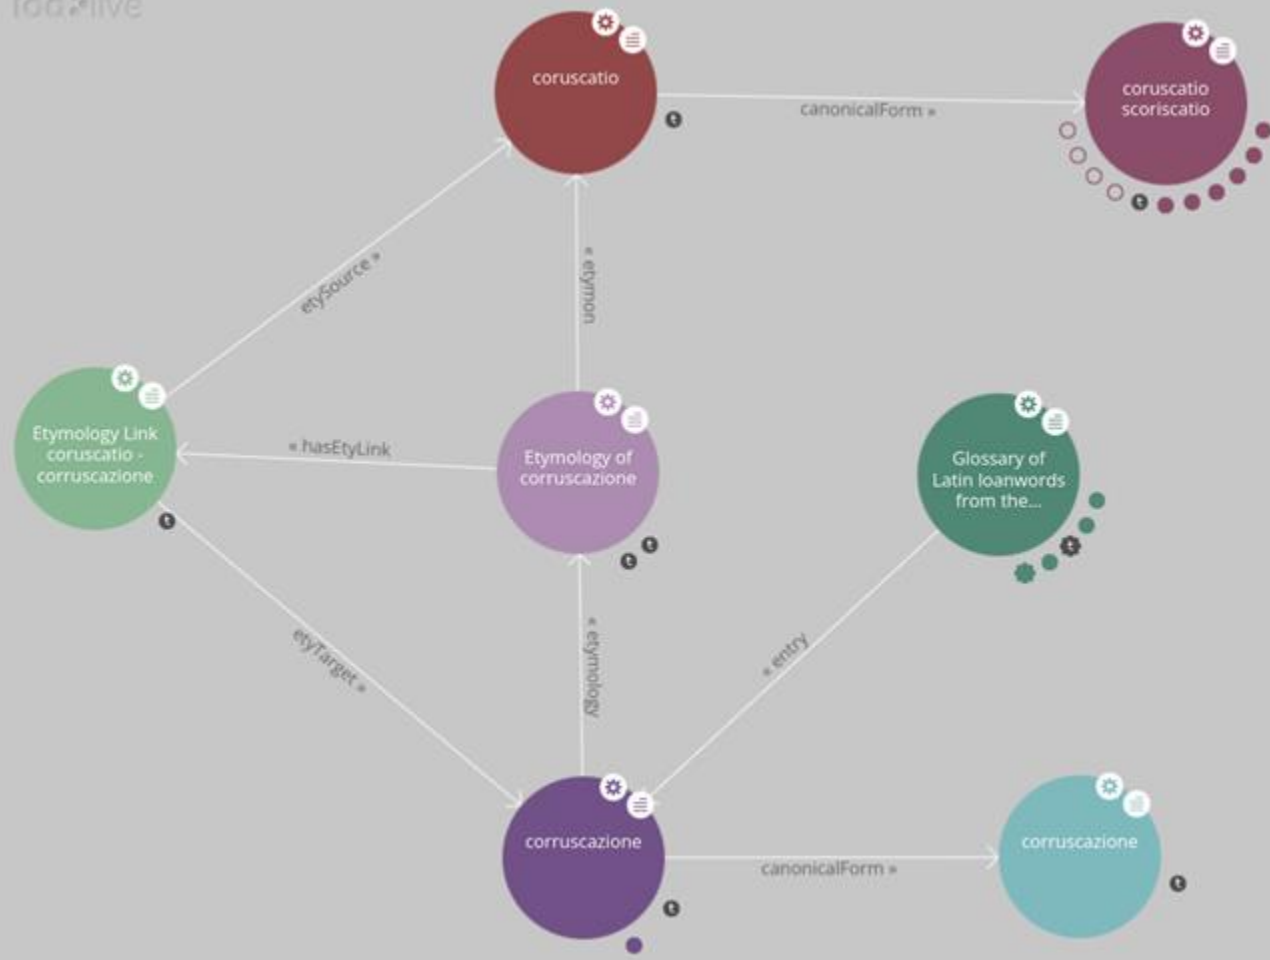 coruscatio
coruscatio
scoriscatio
canonicalForm »
etySource »
« etymon
Etymology Link
coruscatio -
corruscazione
« hasEtyLink
Etymology of
corruscazione
Glossary of
Latin loanwords
from the...
etyTarget »
« etymology
« entry
corruscazione
canonicalForm »
corruscazione